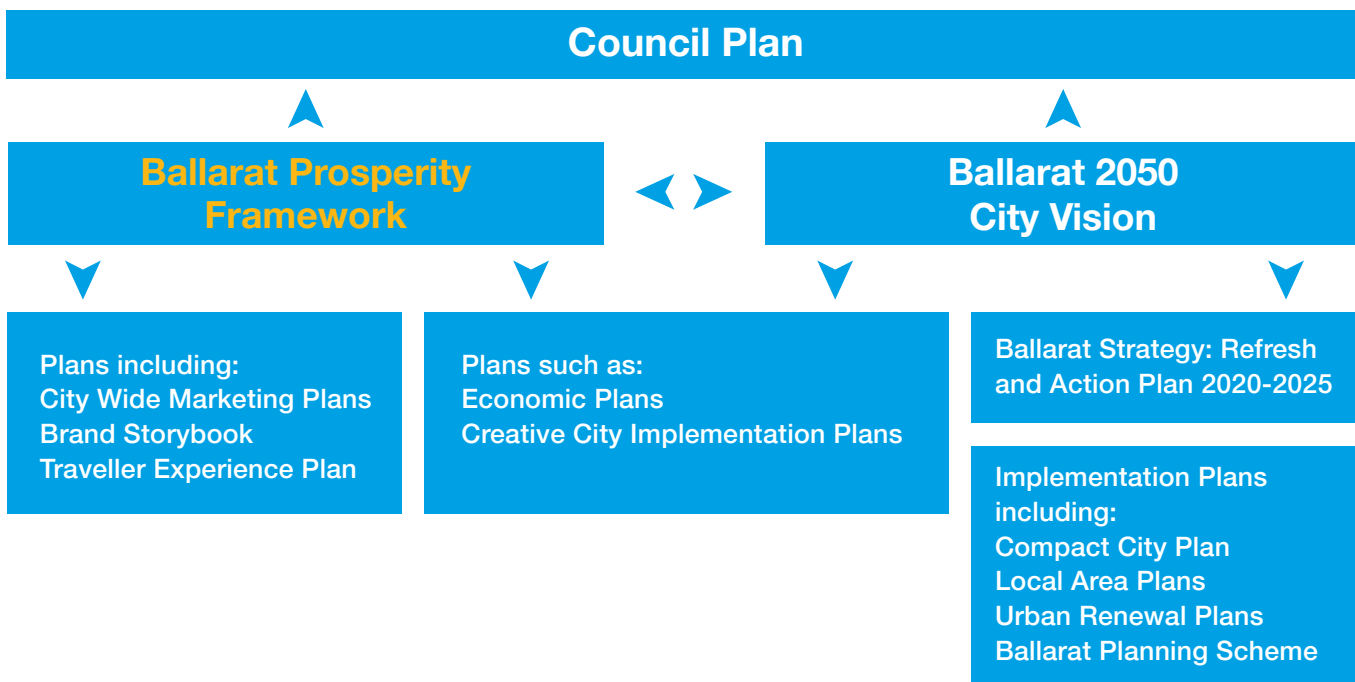 Council Plan
Ballarat Prosperity
Framework
Ballarat 2050
City Vision
Plans including:
City Wide Marketing Plans
Brand Storybook
Traveller Experience Plan
Plans such as:
Economic Plans
Creative City Implementation Plans
Ballarat Strategy: Refresh
and Action Plan 2020-2025
Implementation Plans
including:
Compact City Plan
Local Area Plans
Urban Renewal Plans
Ballarat Planning Scheme